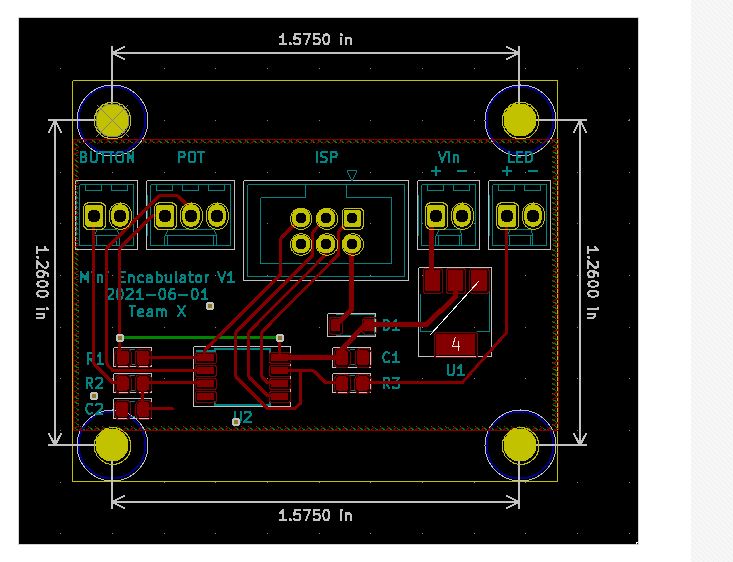 1.5750 in
BUTTON POT ISP Vin LED
+ - + -
1.2600 in
1.2600 in
Mini Encabulator V1
2021-06-01
Team X
D1
4
R1 C1
U1
R2 R3
C2 U2
1.5750 in